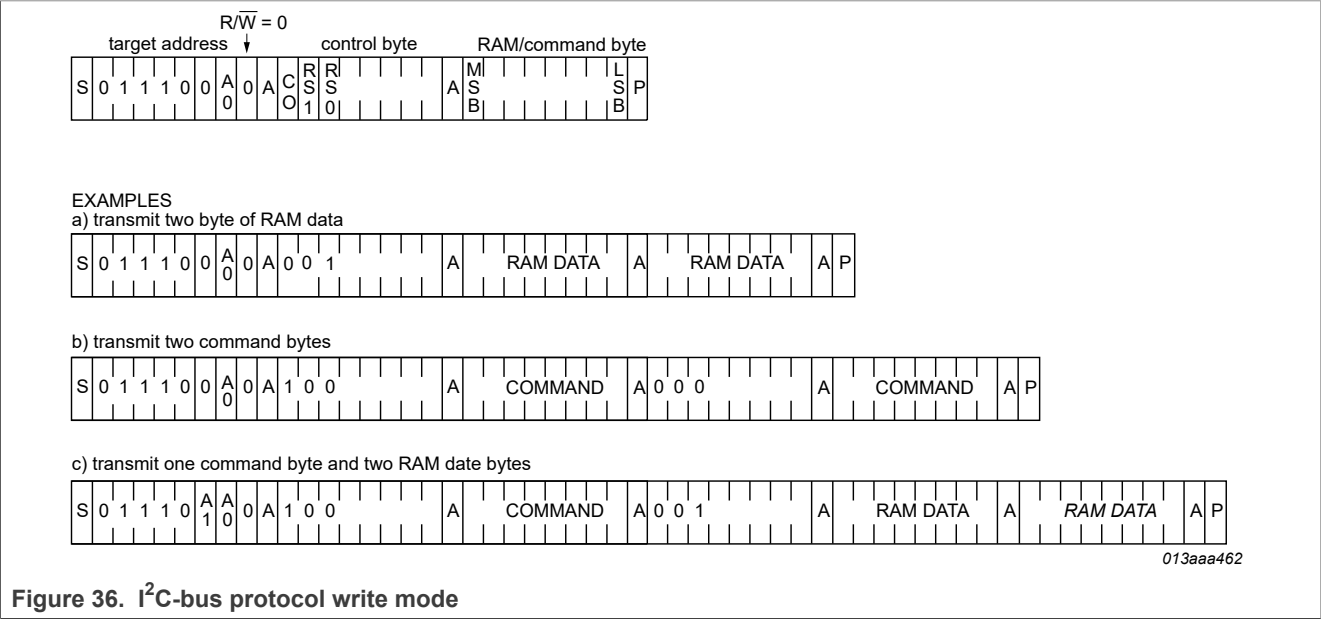 R/W = 0
target address control byte RAM/command byte
S 0 1 1 1 0 0 A0 0 A CO RS1 RS0 A MSB LSB P
EXAMPLES
a) transmit two byte of RAM data
S 0 1 1 1 0 0 A0 0 A 0 0 1 A RAM DATA A RAM DATA A P
b) transmit two command bytes
S 0 1 1 1 0 0 A0 0 A 1 0 0 A COMMAND A 0 0 0 A COMMAND A P
c) transmit one command byte and two RAM date bytes
S 0 1 1 1 0 A1 A0 0 A 1 0 0 A COMMAND A 0 0 1 A RAM DATA A RAM DATA A P
013aaa462
Figure 36. I²C-bus protocol write mode